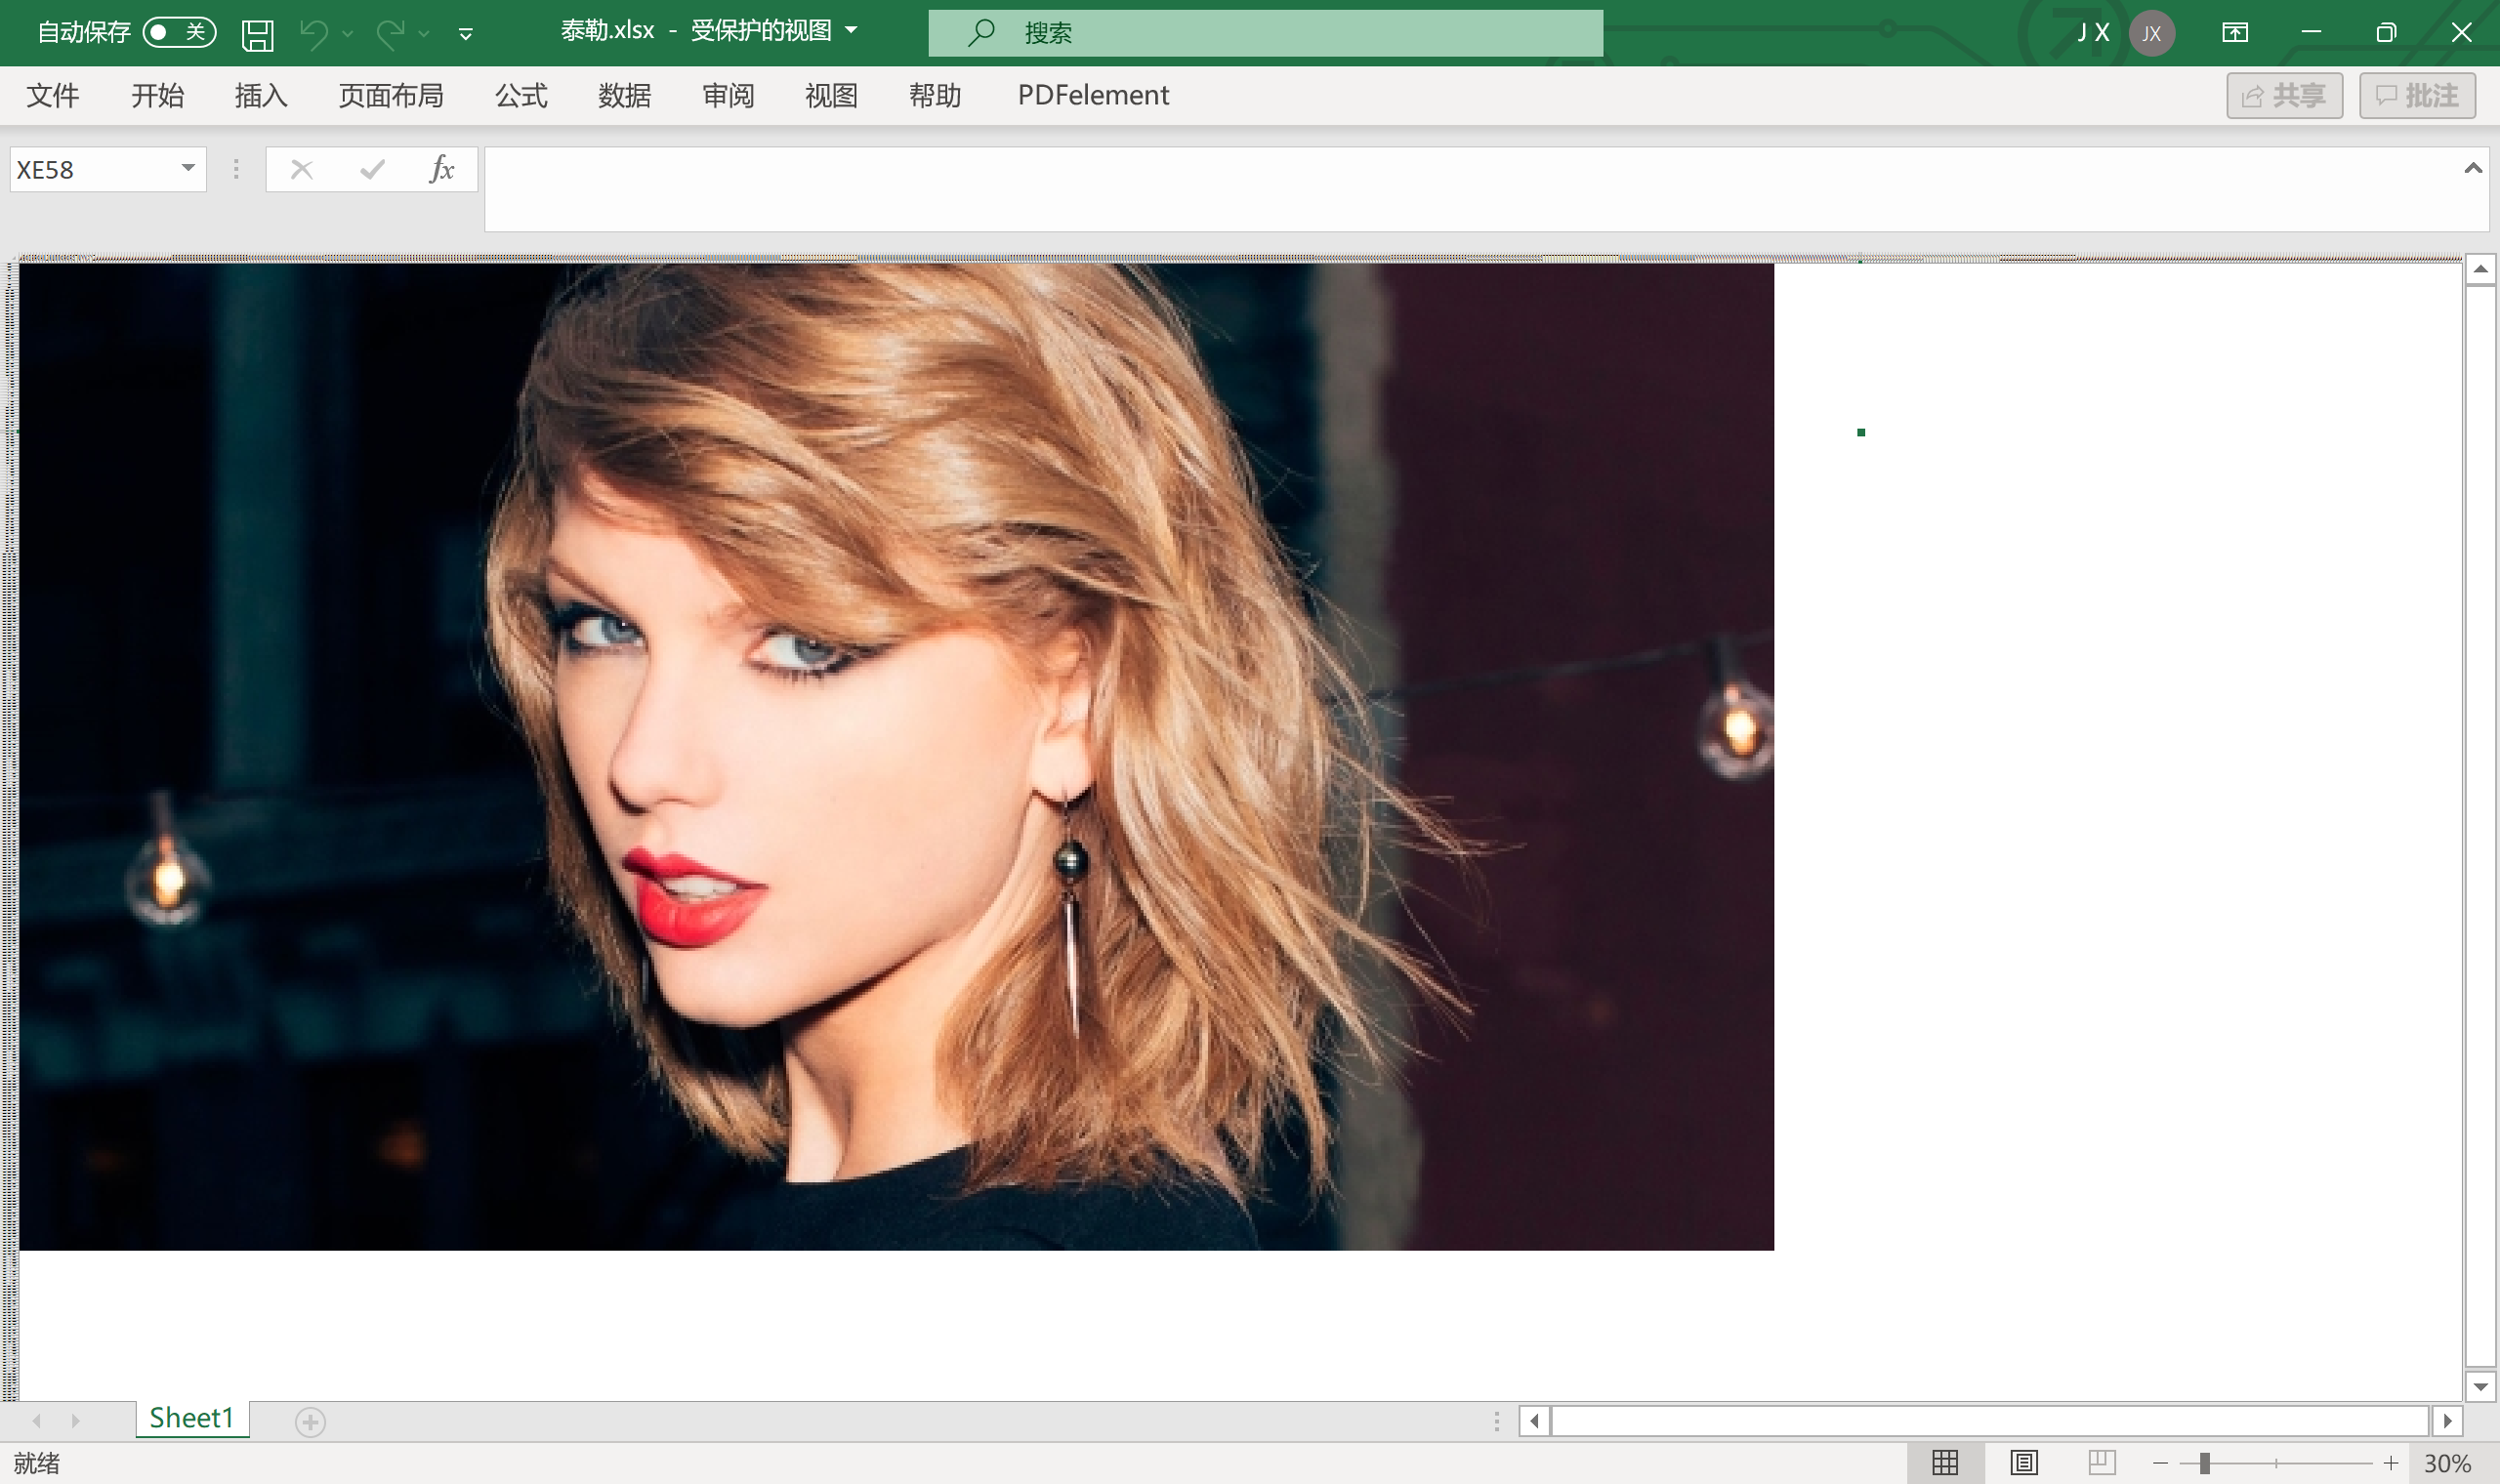 自动保存 关 泰勒.xlsx - 受保护的视图 搜索 J X JX
文件 开始 插入 页面布局 公式 数据 审阅 视图 帮助 PDFelement 共享 批注
XE58 fx
Sheet1
就绪 30%